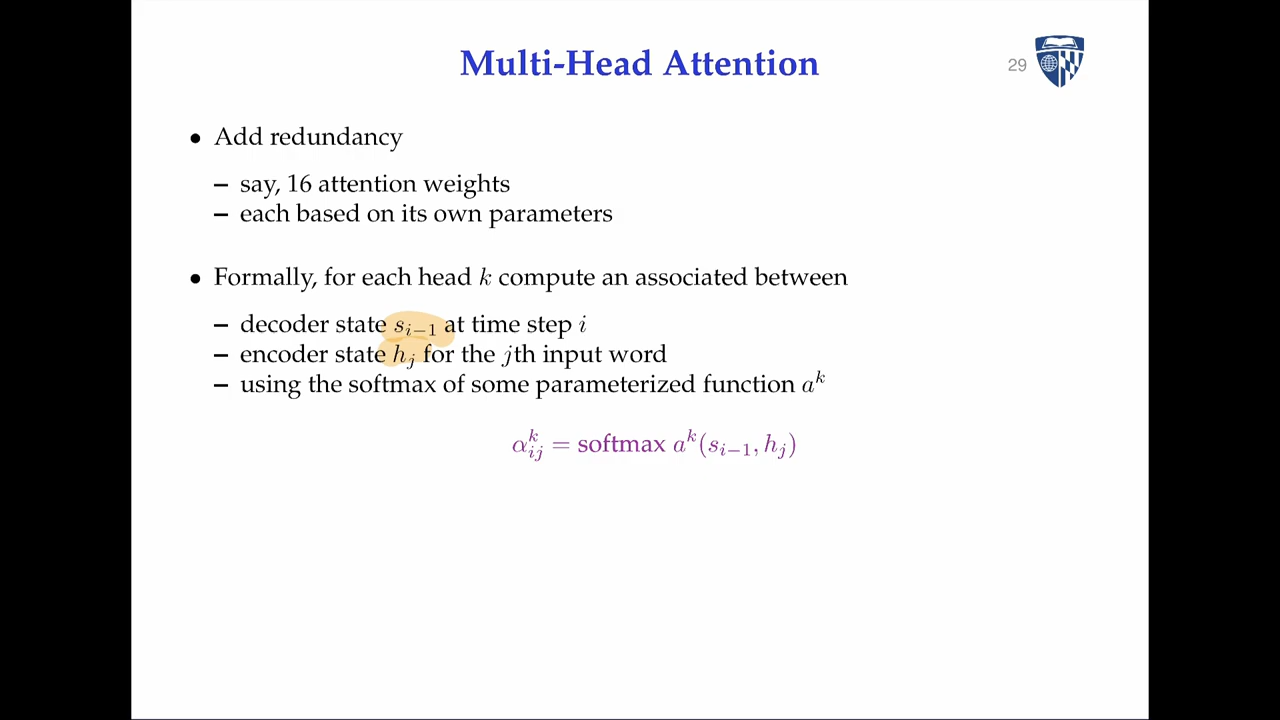 Multi-Head Attention
29
• Add redundancy
– say, 16 attention weights
– each based on its own parameters
• Formally, for each head k compute an associated between
– decoder state s_{i−1} at time step i
– encoder state h_j for the jth input word
– using the softmax of some parameterized function a^k
α_{ij}^k = softmax a^k(s_{i−1}, h_j)